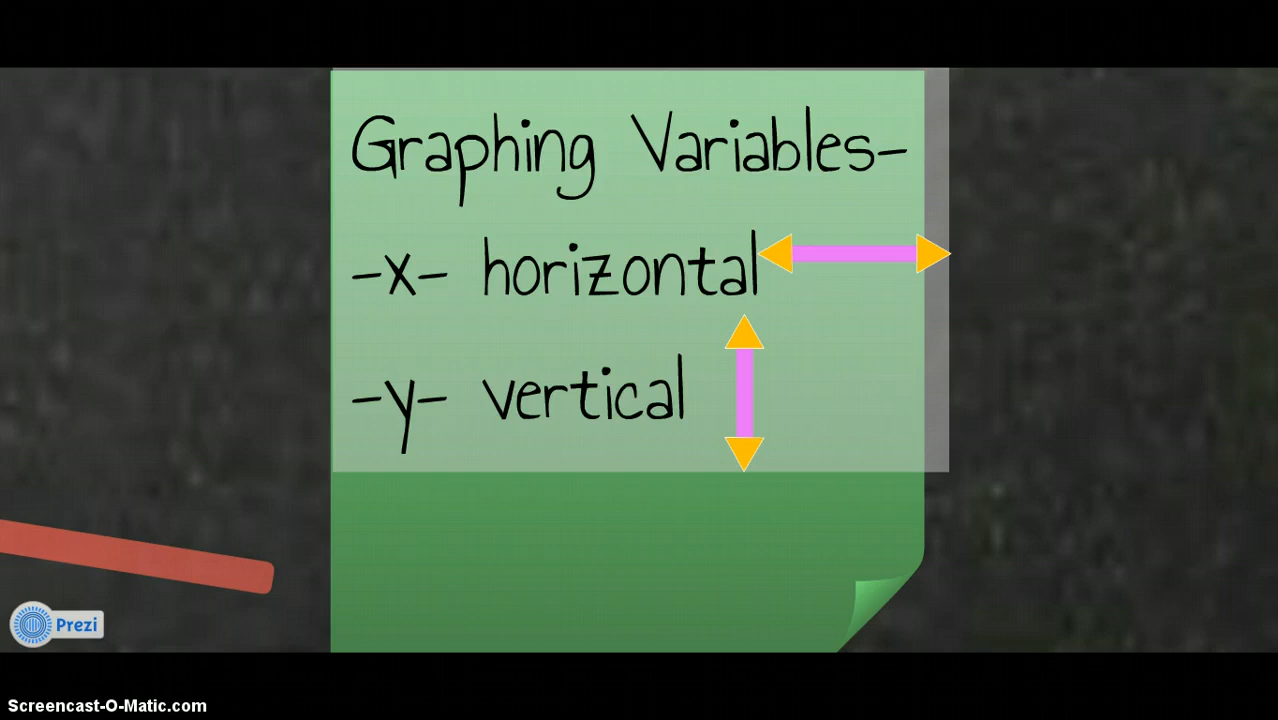 Graphing Variables-
-x- horizontal
-y- vertical
Prezi
Screencast-O-Matic.com